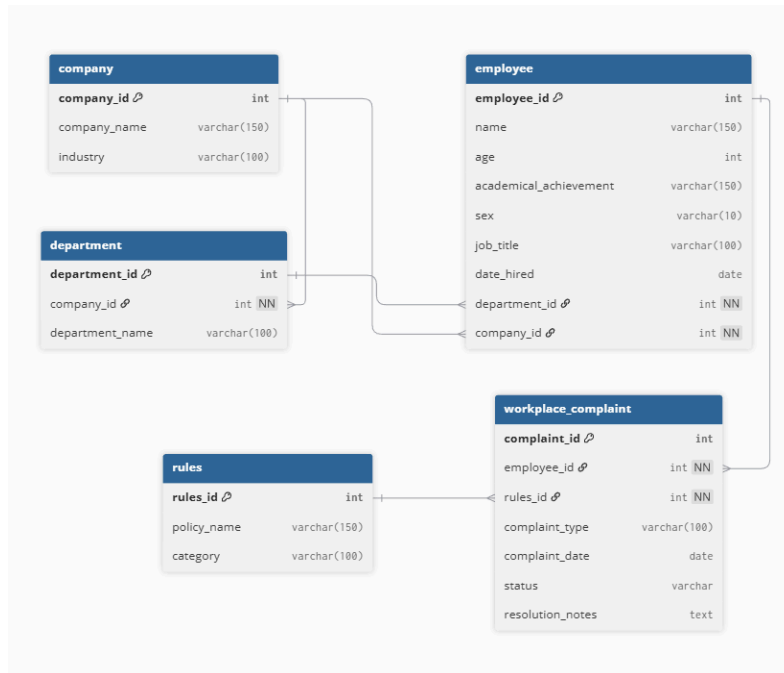 company
company_id int
company_name varchar(150)
industry varchar(100)
employee
employee_id int
name varchar(150)
age int
academical_achievement varchar(150)
sex varchar(10)
job_title varchar(100)
date_hired date
department_id int NN
company_id int NN
department
department_id int
company_id int NN
department_name varchar(100)
workplace_complaint
complaint_id int
employee_id int NN
rules_id int NN
complaint_type varchar(100)
complaint_date date
status varchar
resolution_notes text
rules
rules_id int
policy_name varchar(150)
category varchar(100)